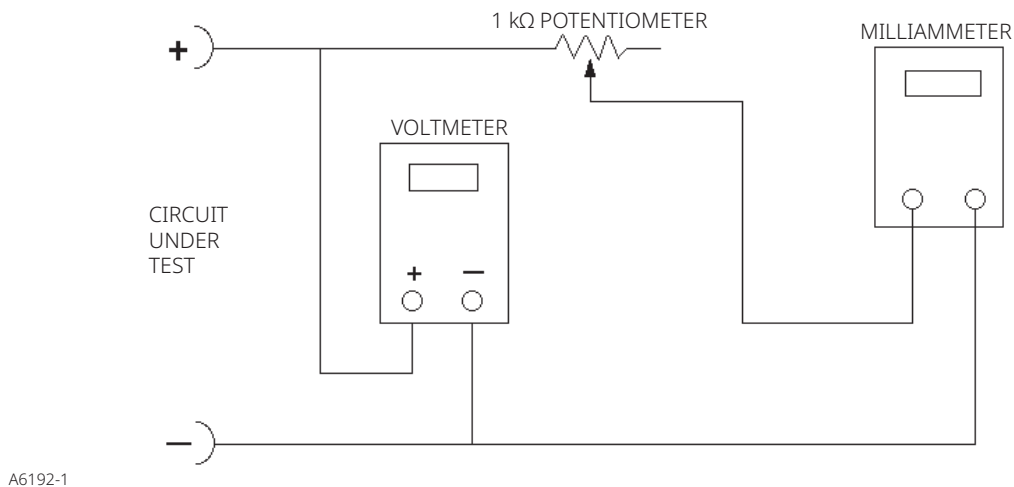 1 kΩ POTENTIOMETER
MILLIAMMETER
+
VOLTMETER
CIRCUIT
UNDER
TEST
+ —
—
A6192-1